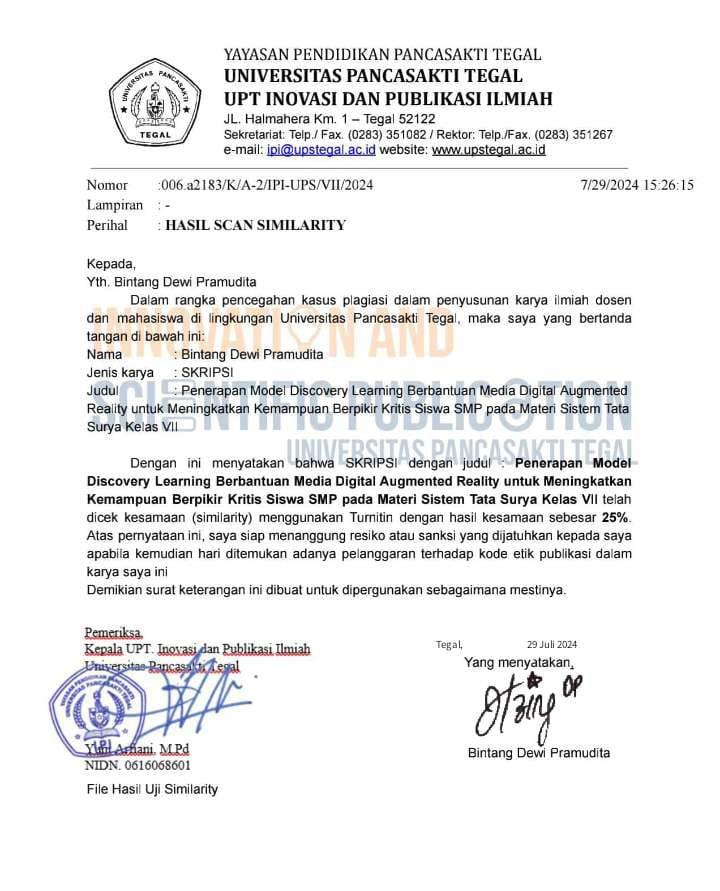 UNIVERSITAS PANCASAKTI
TEGAL
YAYASAN PENDIDIKAN PANCASAKTI TEGAL
UNIVERSITAS PANCASAKTI TEGAL
UPT INOVASI DAN PUBLIKASI ILMIAH
JL. Halmahera Km. 1 – Tegal 52122
Sekretariat: Telp./ Fax. (0283) 351082 / Rektor: Telp./Fax. (0283) 351267
e-mail: ipi@upstegal.ac.id website: www.upstegal.ac.id
Nomor :006.a2183/K/A-2/IPI-UPS/VII/2024 7/29/2024 15:26:15
Lampiran : -
Perihal : HASIL SCAN SIMILARITY
Kepada,
Yth. Bintang Dewi Pramudita
Dalam rangka pencegahan kasus plagiasi dalam penyusunan karya ilmiah dosen
dan mahasiswa di lingkungan Universitas Pancasakti Tegal, maka saya yang bertanda
tangan di bawah ini:
Nama : Bintang Dewi Pramudita
Jenis karya : SKRIPSI
Judul : Penerapan Model Discovery Learning Berbantuan Media Digital Augmented
Reality untuk Meningkatkan Kemampuan Berpikir Kritis Siswa SMP pada Materi Sistem Tata
Surya Kelas VII
INNOVATION AND
SCIENTIFIC PUBLICATION
UNIVERSITAS PANCASAKTI TEGAL
Dengan ini menyatakan bahwa SKRIPSI dengan judul : Penerapan Model
Discovery Learning Berbantuan Media Digital Augmented Reality untuk Meningkatkan
Kemampuan Berpikir Kritis Siswa SMP pada Materi Sistem Tata Surya Kelas VII telah
dicek kesamaan (similarity) menggunakan Turnitin dengan hasil kesamaan sebesar 25%.
Atas pernyataan ini, saya siap menanggung resiko atau sanksi yang dijatuhkan kepada saya
apabila kemudian hari ditemukan adanya pelanggaran terhadap kode etik publikasi dalam
karya saya ini
Demikian surat keterangan ini dibuat untuk dipergunakan sebagaimana mestinya.
Pemeriksa,
Kepala UPT. Inovasi dan Publikasi Ilmiah
Universitas Pancasakti Tegal
YAYASAN PENDIDIKAN PANCASAKTI
UNIVERSITAS PANCASAKTI TEGAL
IPI
Yuni Arfiani, M.Pd
NIDN. 0616068601
Tegal, 29 Juli 2024
Yang menyatakan,
Bintang Dewi Pramudita
File Hasil Uji Similarity